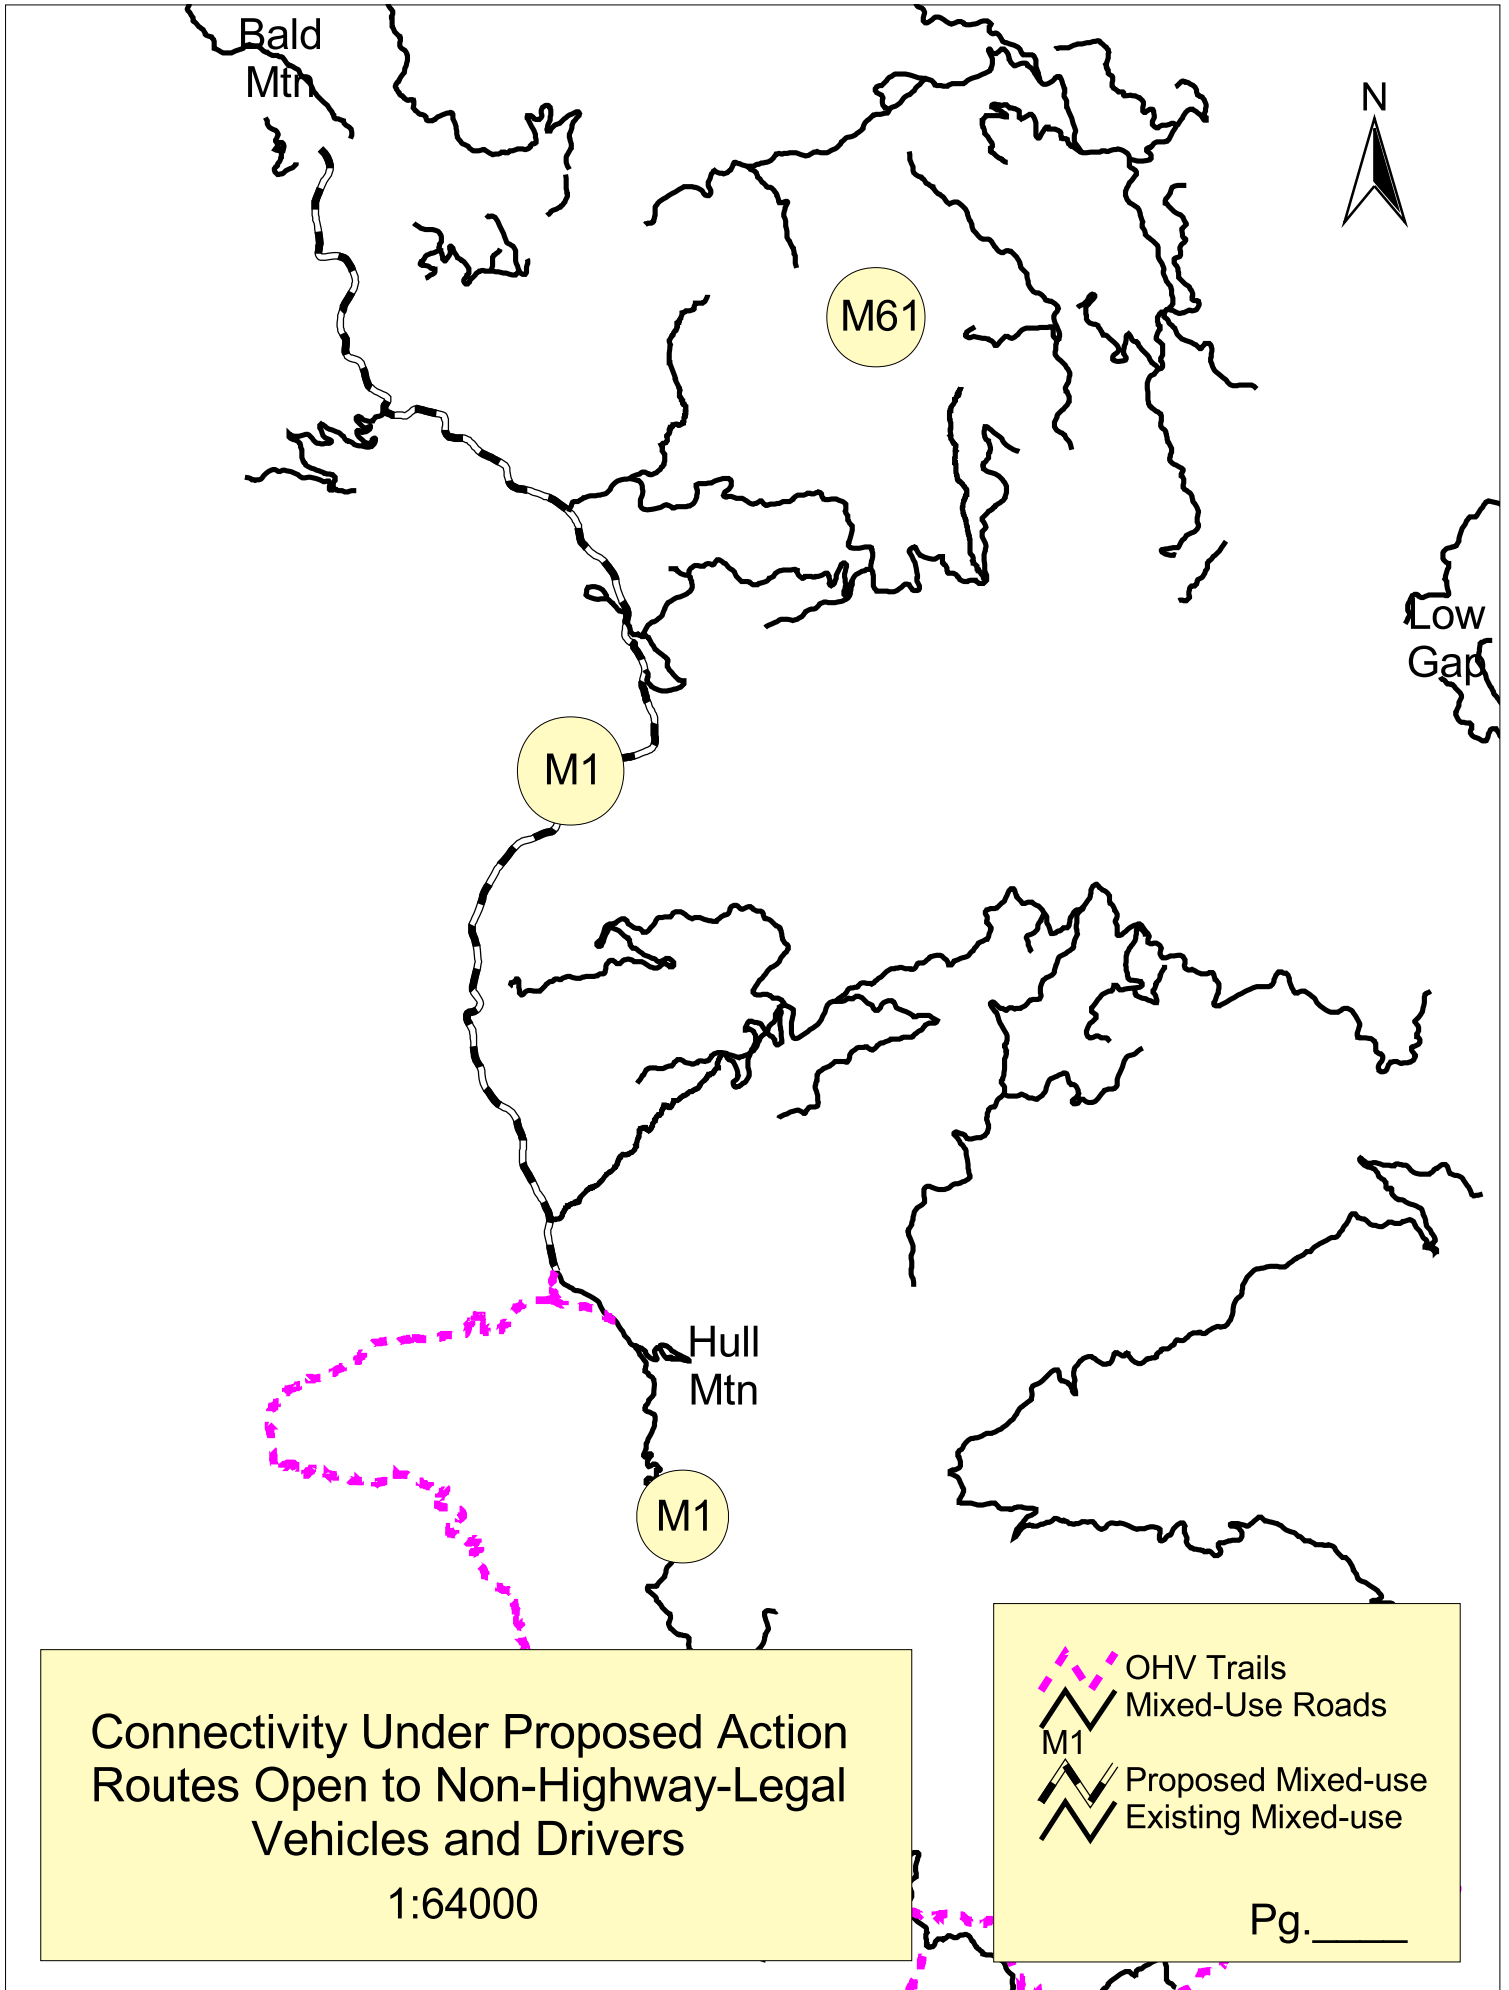 Bald
Mtn
N
M61
Low
Gap
M1
Hull
Mtn
M1
Connectivity Under Proposed Action
Routes Open to Non-Highway-Legal
Vehicles and Drivers
1:64000
OHV Trails
Mixed-Use Roads
M1
Proposed Mixed-use
Existing Mixed-use
Pg.____